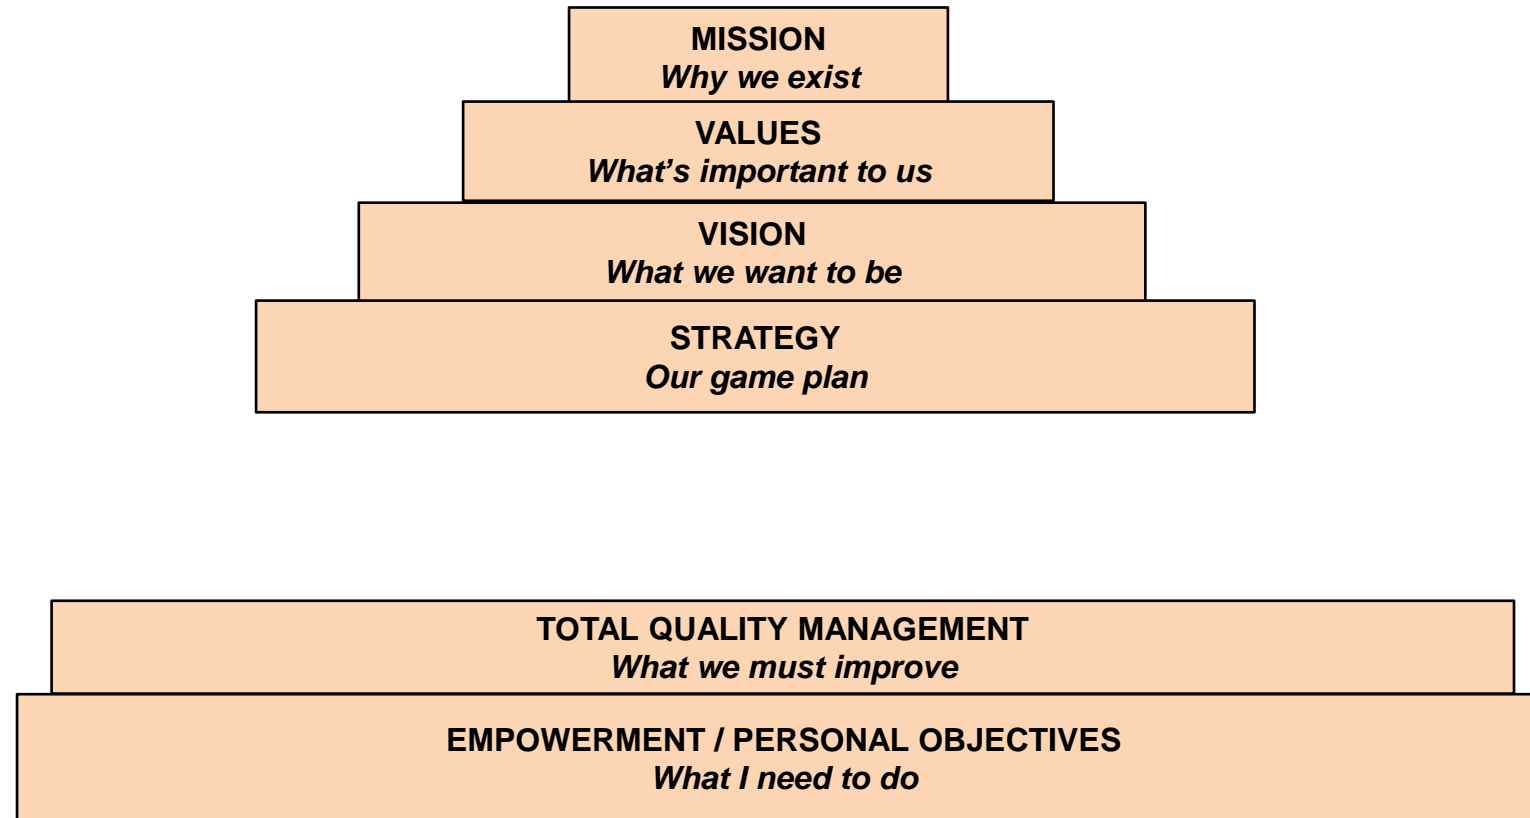 MISSION
Why we exist
VALUES
What's important to us
VISION
What we want to be
STRATEGY
Our game plan
TOTAL QUALITY MANAGEMENT
What we must improve
EMPOWERMENT / PERSONAL OBJECTIVES
What I need to do